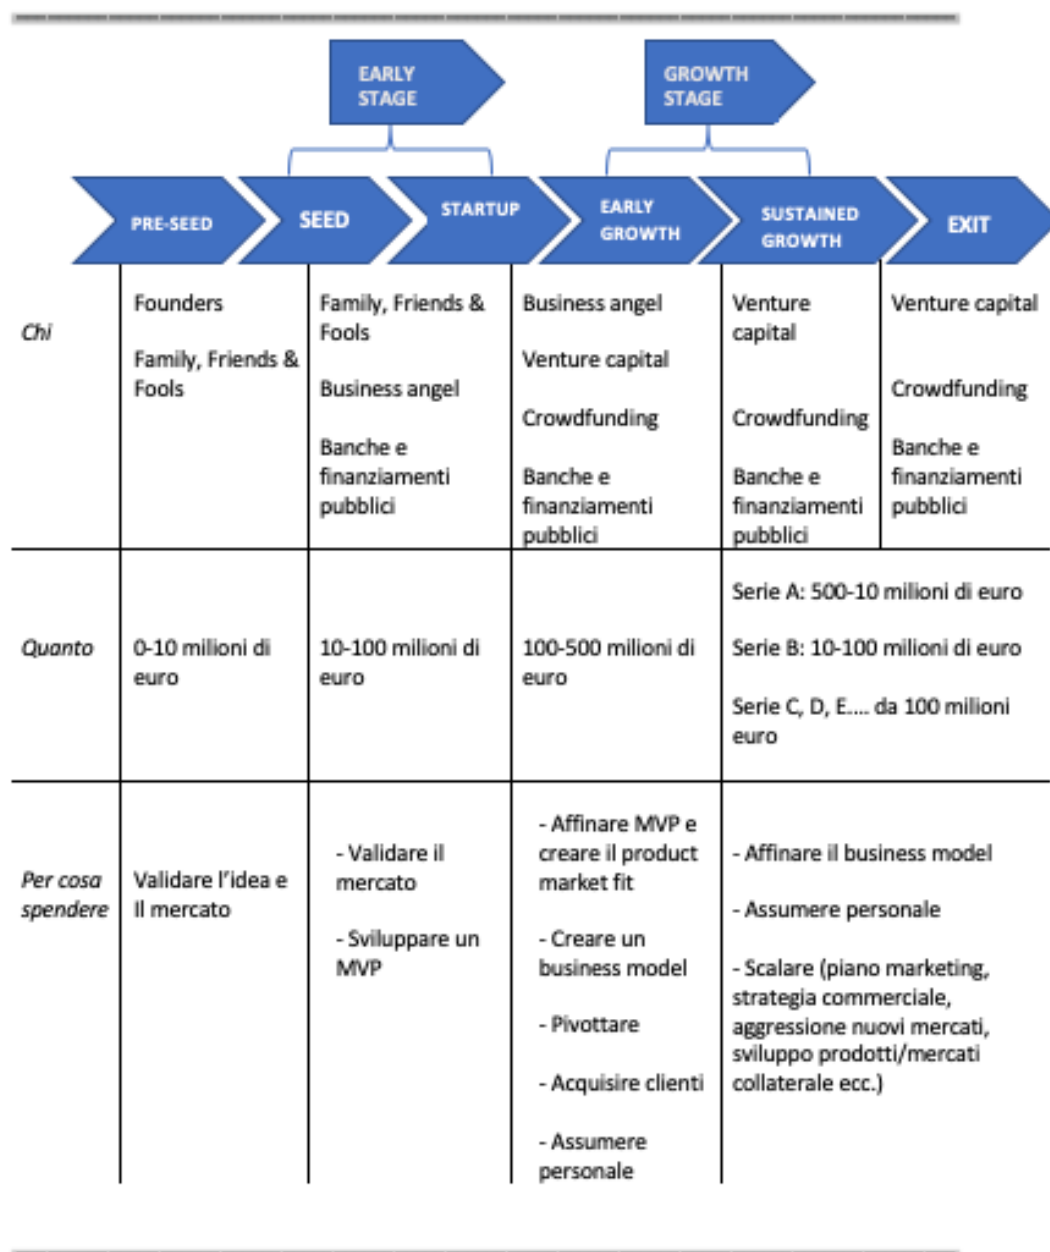 EARLY
STAGE
GROWTH
STAGE
PRE-SEED
SEED
STARTUP
EARLY
GROWTH
SUSTAINED
GROWTH
EXIT
Chi
Founders
Family, Friends &
Fools
Family, Friends &
Fools
Business angel
Banche e
finanziamenti
pubblici
Business angel
Venture capital
Crowdfunding
Banche e
finanziamenti
pubblici
Venture
capital
Crowdfunding
Banche e
finanziamenti
pubblici
Venture capital
Crowdfunding
Banche e
finanziamenti
pubblici
Quanto
0-10 milioni di
euro
10-100 milioni di
euro
100-500 milioni di
euro
Serie A: 500-10 milioni di euro
Serie B: 10-100 milioni di euro
Serie C, D, E.... da 100 milioni
euro
Per cosa
spendere
Validare l'idea e
Il mercato
- Validare il
mercato
- Sviluppare un
MVP
- Affinare MVP e
creare il product
market fit
- Creare un
business model
- Pivottare
- Acquisire clienti
- Assumere
personale
- Affinare il business model
- Assumere personale
- Scalare (piano marketing,
strategia commerciale,
aggressione nuovi mercati,
sviluppo prodotti/mercati
collaterale ecc.)